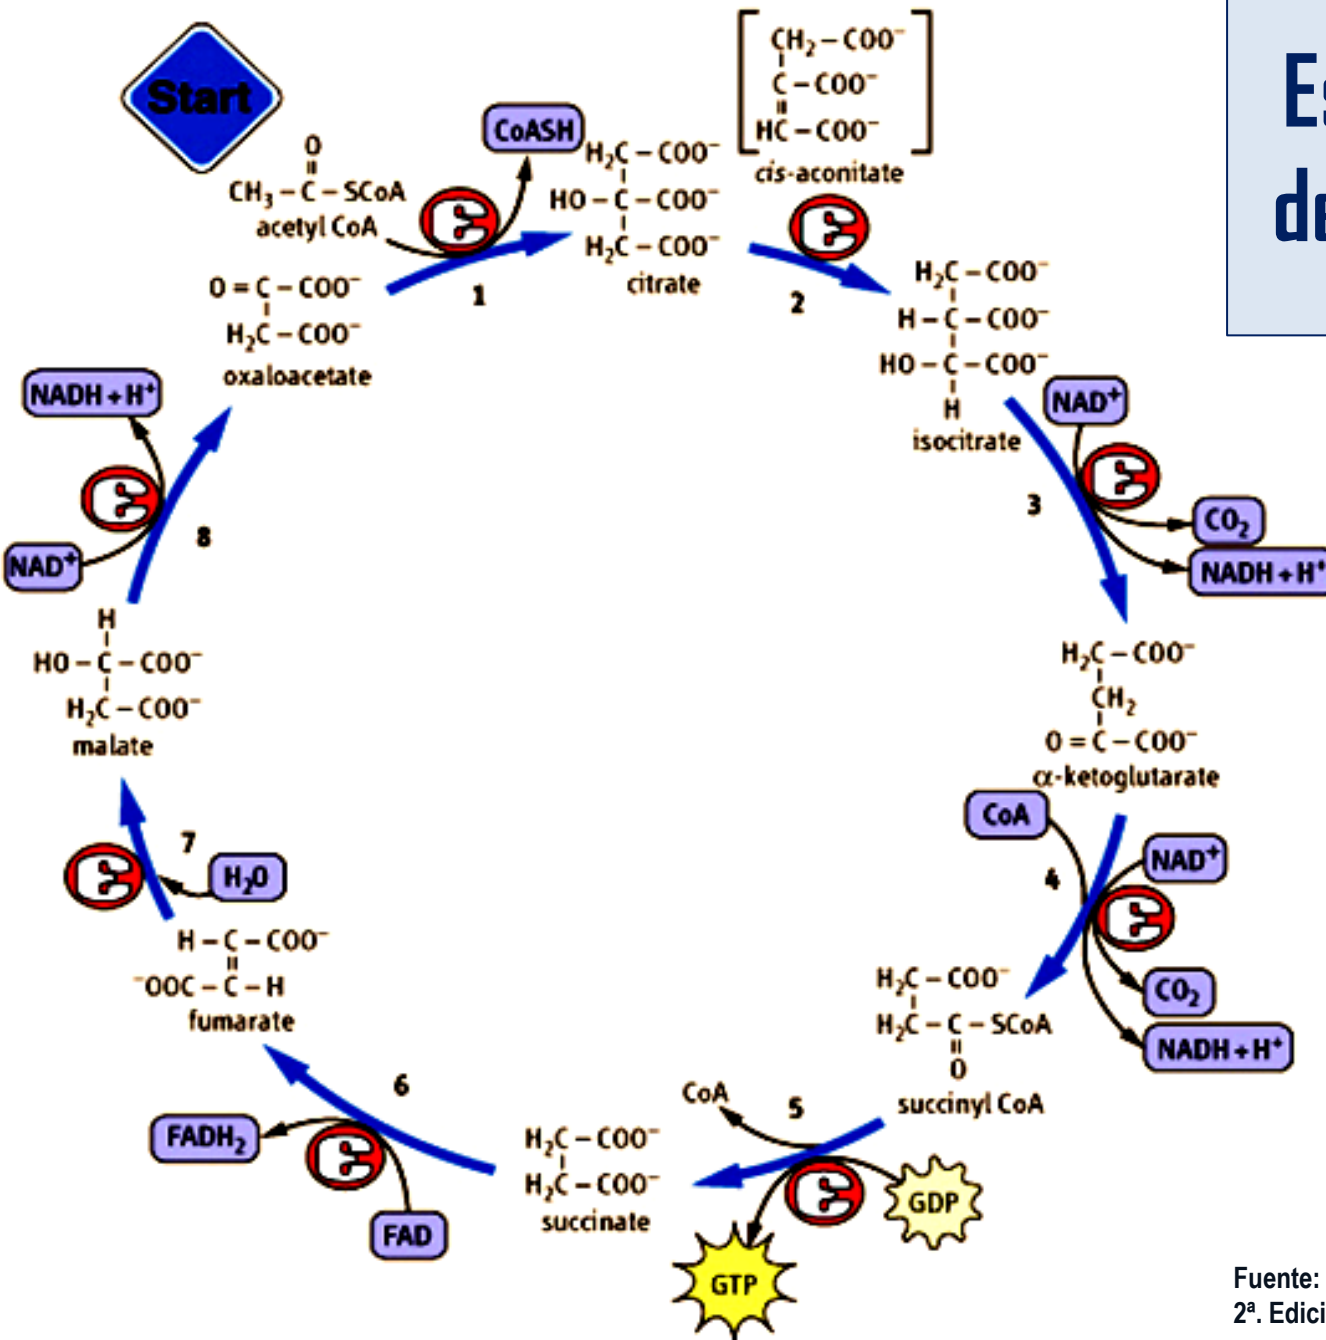 Start
O
||
CH₃ – C – SCoA
acetyl CoA
CoASH
1
H₂C – COO⁻
HO – C – COO⁻
H₂C – COO⁻
citrate
CH₂ – COO⁻
C – COO⁻
HC – COO⁻
cis-aconitate
2
H₂C – COO⁻
H – C – COO⁻
HO – C – COO⁻
H
isocitrate
NAD⁺
3
CO₂
NADH + H⁺
H₂C – COO⁻
CH₂
O = C – COO⁻
α-ketoglutarate
CoA
NAD⁺
4
CO₂
NADH + H⁺
H₂C – COO⁻
H₂C – C – SCoA
||
O
succinyl CoA
CoA
5
GDP
GTP
H₂C – COO⁻
H₂C – COO⁻
succinate
6
FAD
FADH₂
H – C – COO⁻
||
⁻OOC – C – H
fumarate
7
H₂O
H
HO – C – COO⁻
H₂C – COO⁻
malate
8
NAD⁺
NADH + H⁺
O = C – COO⁻
H₂C – COO⁻
oxaloacetate
Fuente:
2ª.